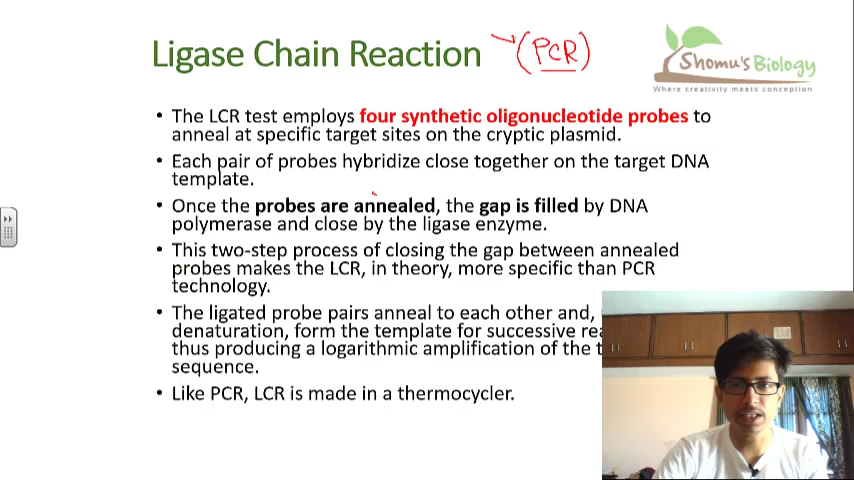 Ligase Chain Reaction → (PCR)
Shomu's Biology
Where creativity meets conception
• The LCR test employs four synthetic oligonucleotide probes to
anneal at specific target sites on the cryptic plasmid.
• Each pair of probes hybridize close together on the target DNA
template.
• Once the probes are annealed, the gap is filled by DNA
polymerase and close by the ligase enzyme.
• This two-step process of closing the gap between annealed
probes makes the LCR, in theory, more specific than PCR
technology.
• The ligated probe pairs anneal to each other and,
denaturation, form the template for successive
thus producing a logarithmic amplification of the
sequence.
• Like PCR, LCR is made in a thermocycler.